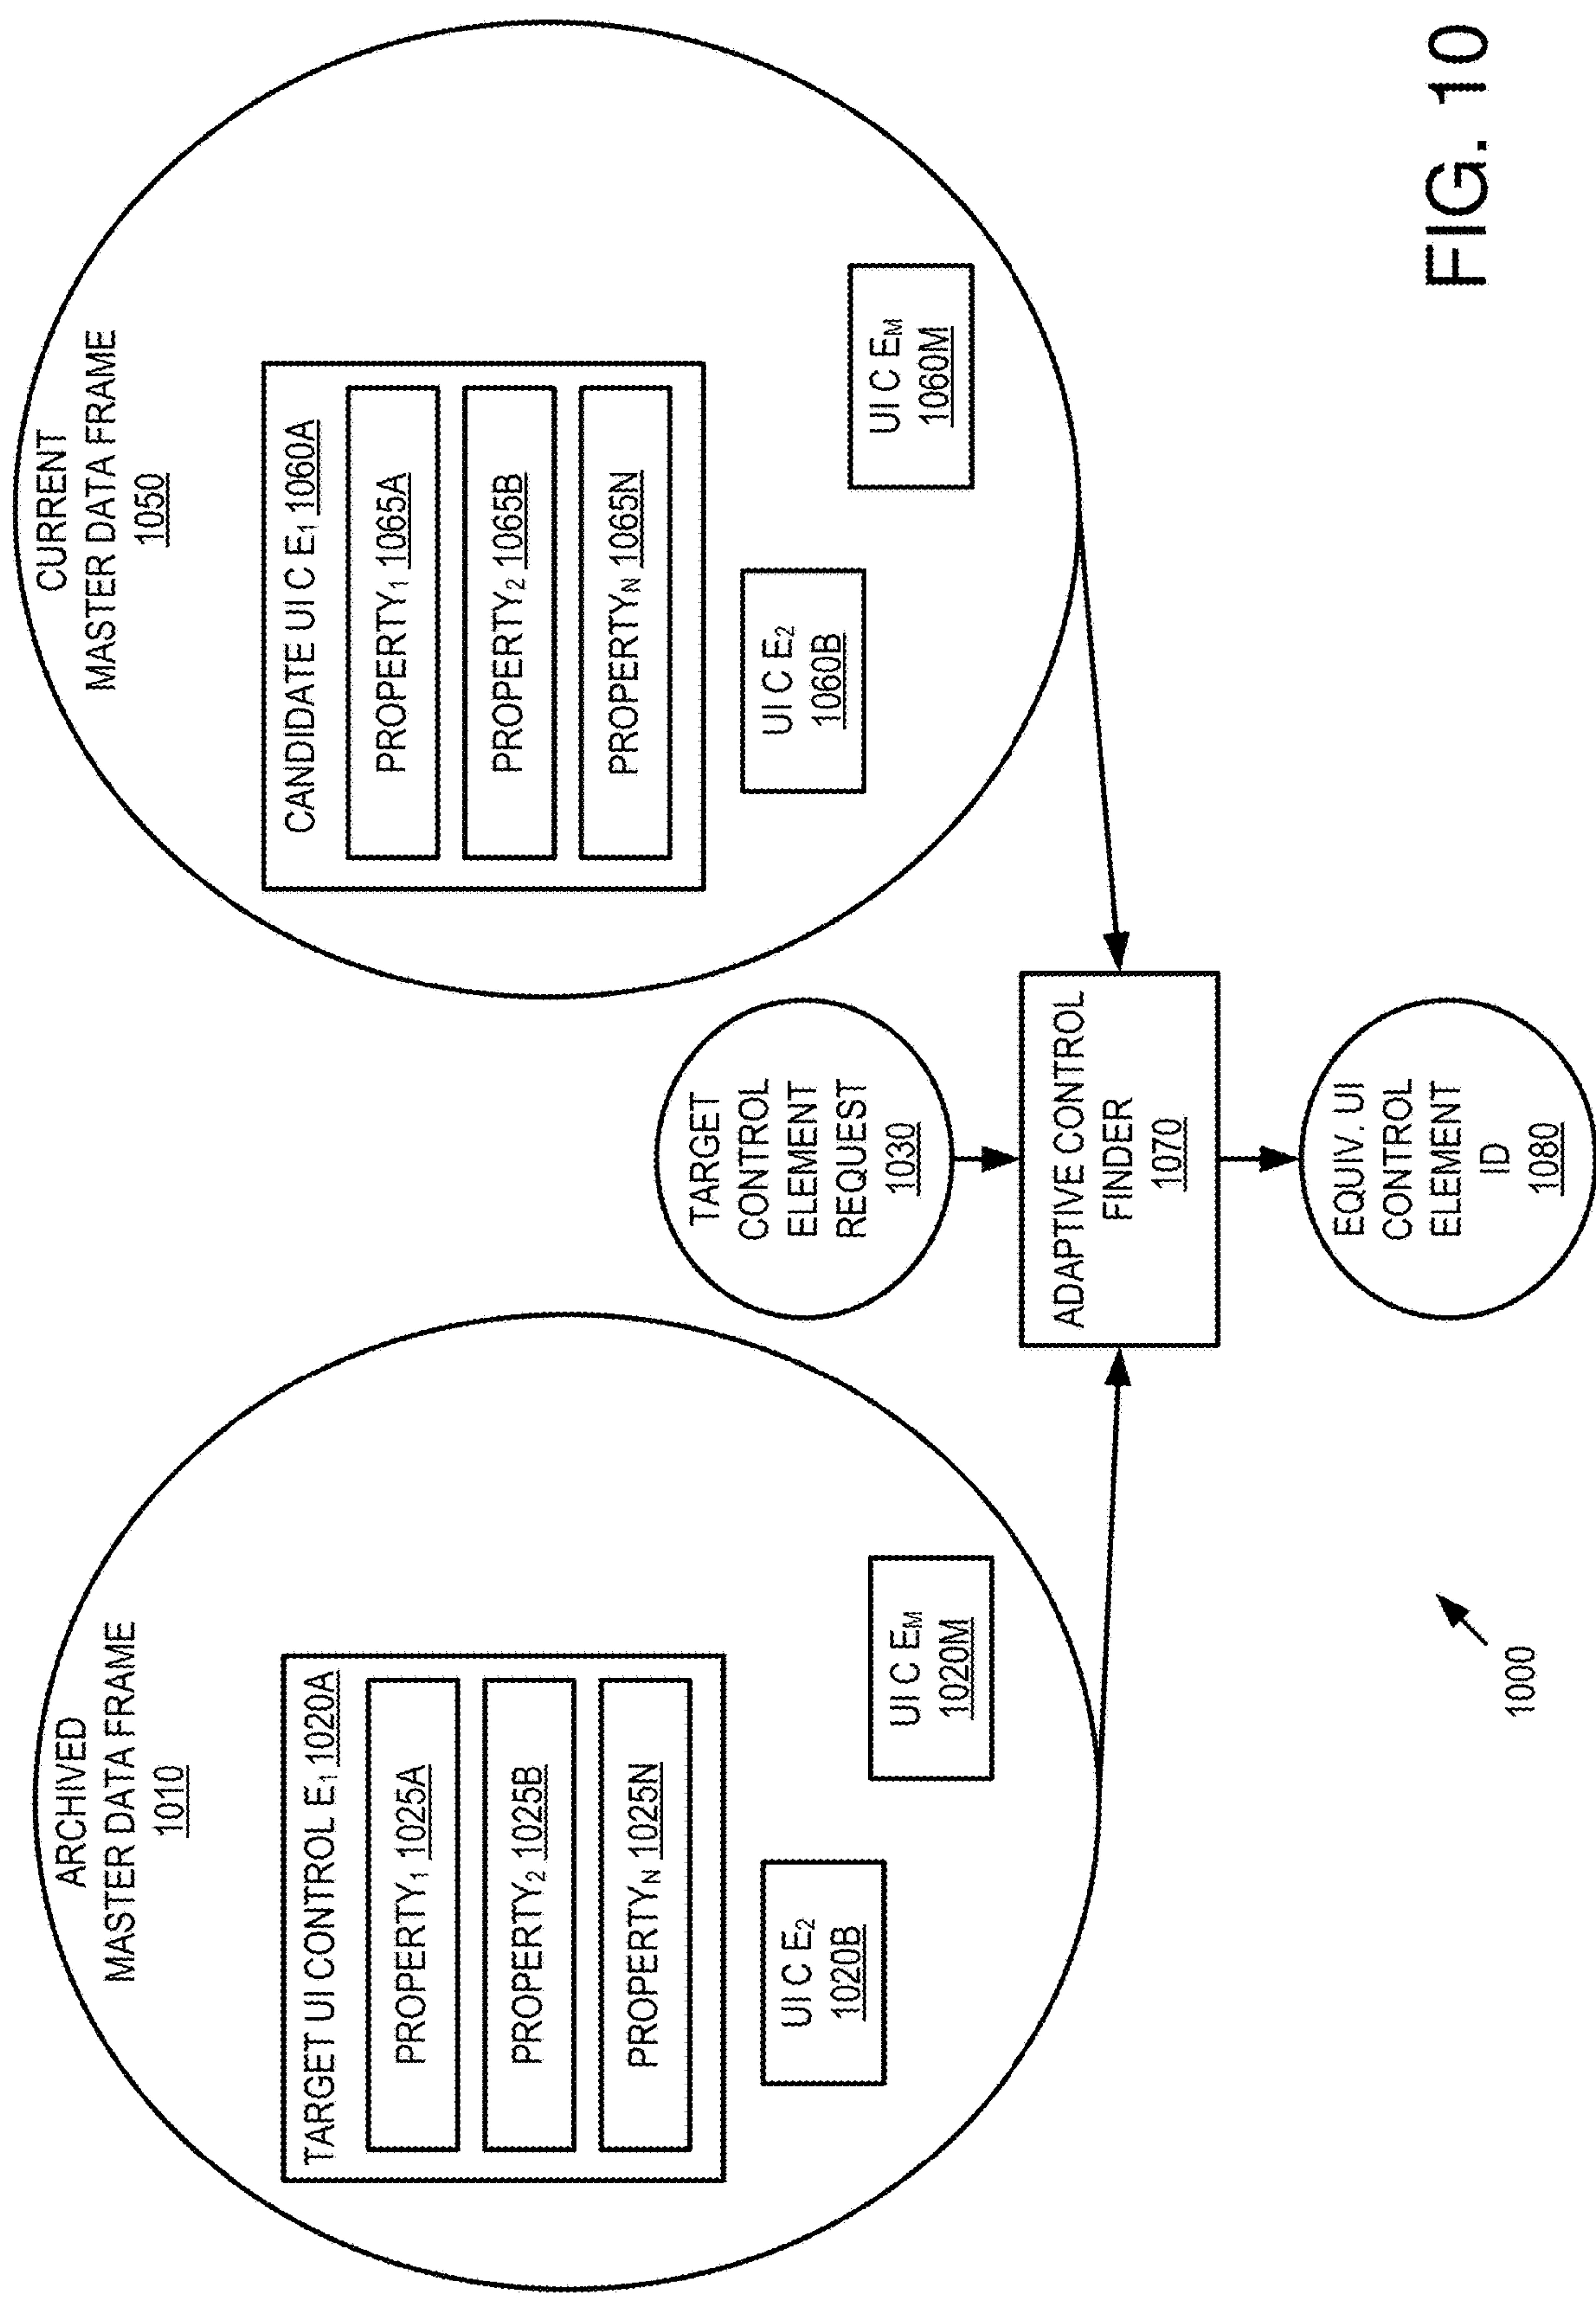 ARCHIVED
MASTER DATA FRAME
1010
TARGET UI CONTROL E₁ 1020A
PROPERTY₁ 1025A
PROPERTY₂ 1025B
PROPERTYN 1025N
UI C E₂
1020B
UI C EM
1020M
TARGET
CONTROL
ELEMENT
REQUEST
1030
CURRENT
MASTER DATA FRAME
1050
CANDIDATE UI C E₁ 1060A
PROPERTY₁ 1065A
PROPERTY₂ 1065B
PROPERTYN 1065N
UI C E₂
1060B
UI C EM
1060M
ADAPTIVE CONTROL
FINDER
1070
EQUIV. UI
CONTROL
ELEMENT
ID
1080
1000
FIG. 10